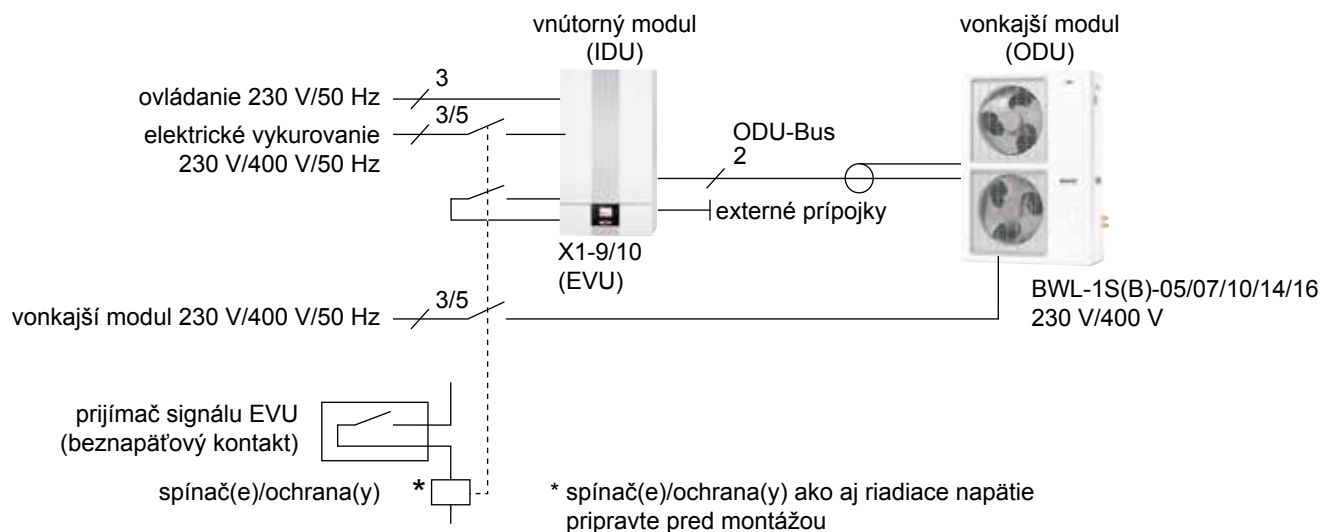 vnútorný modul
(IDU)
vonkajší modul
(ODU)
3
ovládanie 230 V/50 Hz
3/5
elektrické vykurovanie
230 V/400 V/50 Hz
ODU-Bus
2
externé prípojky
X1-9/10
(EVU)
BWL-1S(B)-05/07/10/14/16
230 V/400 V
3/5
vonkajší modul 230 V/400 V/50 Hz
prijímač signálu EVU
(beznapäťový kontakt)
spínač(e)/ochrana(y)
*
* spínač(e)/ochrana(y) ako aj riadiace napätie
pripravte pred montážou